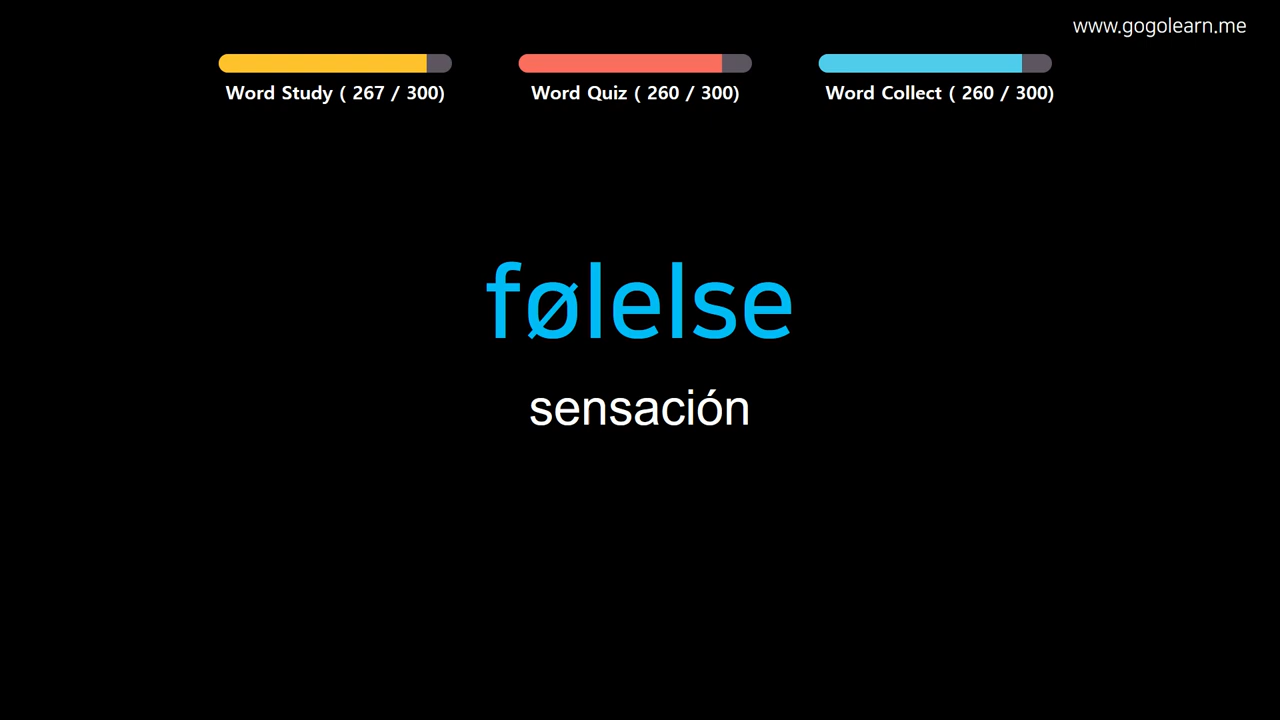 www.gogolearn.me
Word Study ( 267 / 300)
Word Quiz ( 260 / 300)
Word Collect ( 260 / 300)
følelse
sensación